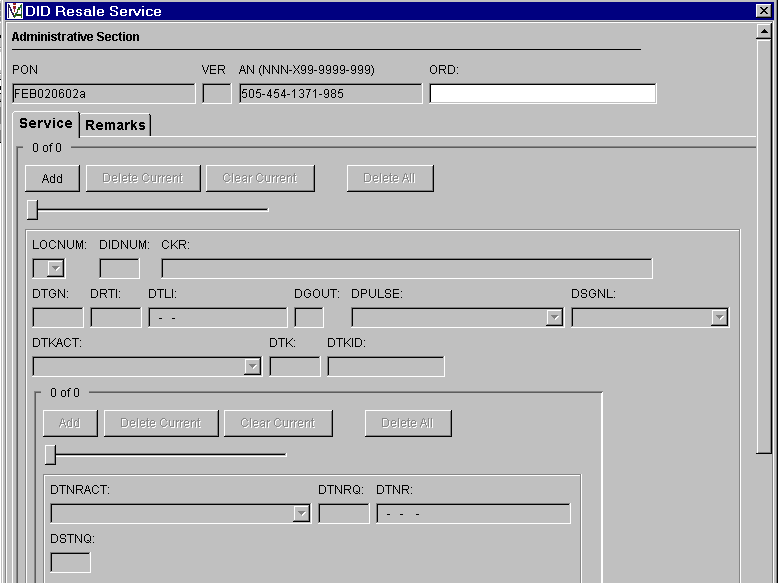 DID Resale Service
Administrative Section
PON VER AN (NNN-X99-9999-999) ORD:
FEB020602a 505-454-1371-985
Service Remarks
0 of 0
Add Delete Current Clear Current Delete All
LOCNUM: DIDNUM: CKR:
DTGN: DRTI: DTLI: DGOUT: DPULSE: DSGNL:
- -
DTKACT: DTK: DTKID:
0 of 0
Add Delete Current Clear Current Delete All
DTNRACT: DTNRQ: DTNR:
- - -
DSTNQ: